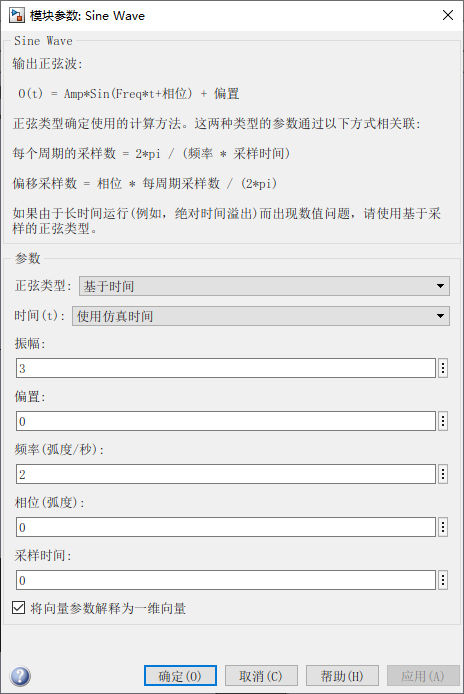 模块参数: Sine Wave
Sine Wave
输出正弦波:
O(t) = Amp*Sin(Freq*t+相位) + 偏置
正弦类型确定使用的计算方法。这两种类型的参数通过以下方式相关联:
每个周期的采样数 = 2*pi / (频率 * 采样时间)
偏移采样数 = 相位 * 每周期采样数 / (2*pi)
如果由于长时间运行(例如，绝对时间溢出)而出现数值问题，请使用基于采
样的正弦类型。
参数
正弦类型: 基于时间
时间(t): 使用仿真时间
振幅:
3
偏置:
0
频率(弧度/秒):
2
相位(弧度):
0
采样时间:
0
将向量参数解释为一维向量
确定(O) 取消(C) 帮助(H) 应用(A)